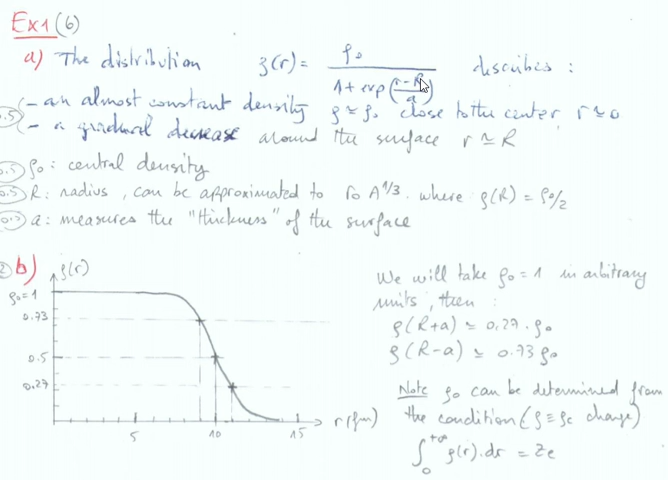 Ex1 (6)
a) The distribution ρ(r) = ρ₀ / (1 + exp((r-R)/a)) describes :
0.5 (- an almost constant density ρ ≃ ρ₀ close to the center r ≃ 0
- a gradual decrease around the surface r ≃ R
0.5 ρ₀ : central density
0.5 R : radius, can be approximated to r₀ A^1/3. where ρ(R) = ρ₀/2
a : measures the "thickness" of the surface
2 b) ρ(r)
ρ₀=1
0.73
0.5
0.27
5 10 15 r (fm)
We will take ρ₀ = 1 in arbitrary
units, then :
ρ(R+a) ≃ 0,27 . ρ₀
ρ(R-a) ≃ 0.73 ρ₀
Note ρ₀ can be determined from
the condition (ρ ≡ ρc charge)
∫₀^+∞ ρ(r).dr = Ze